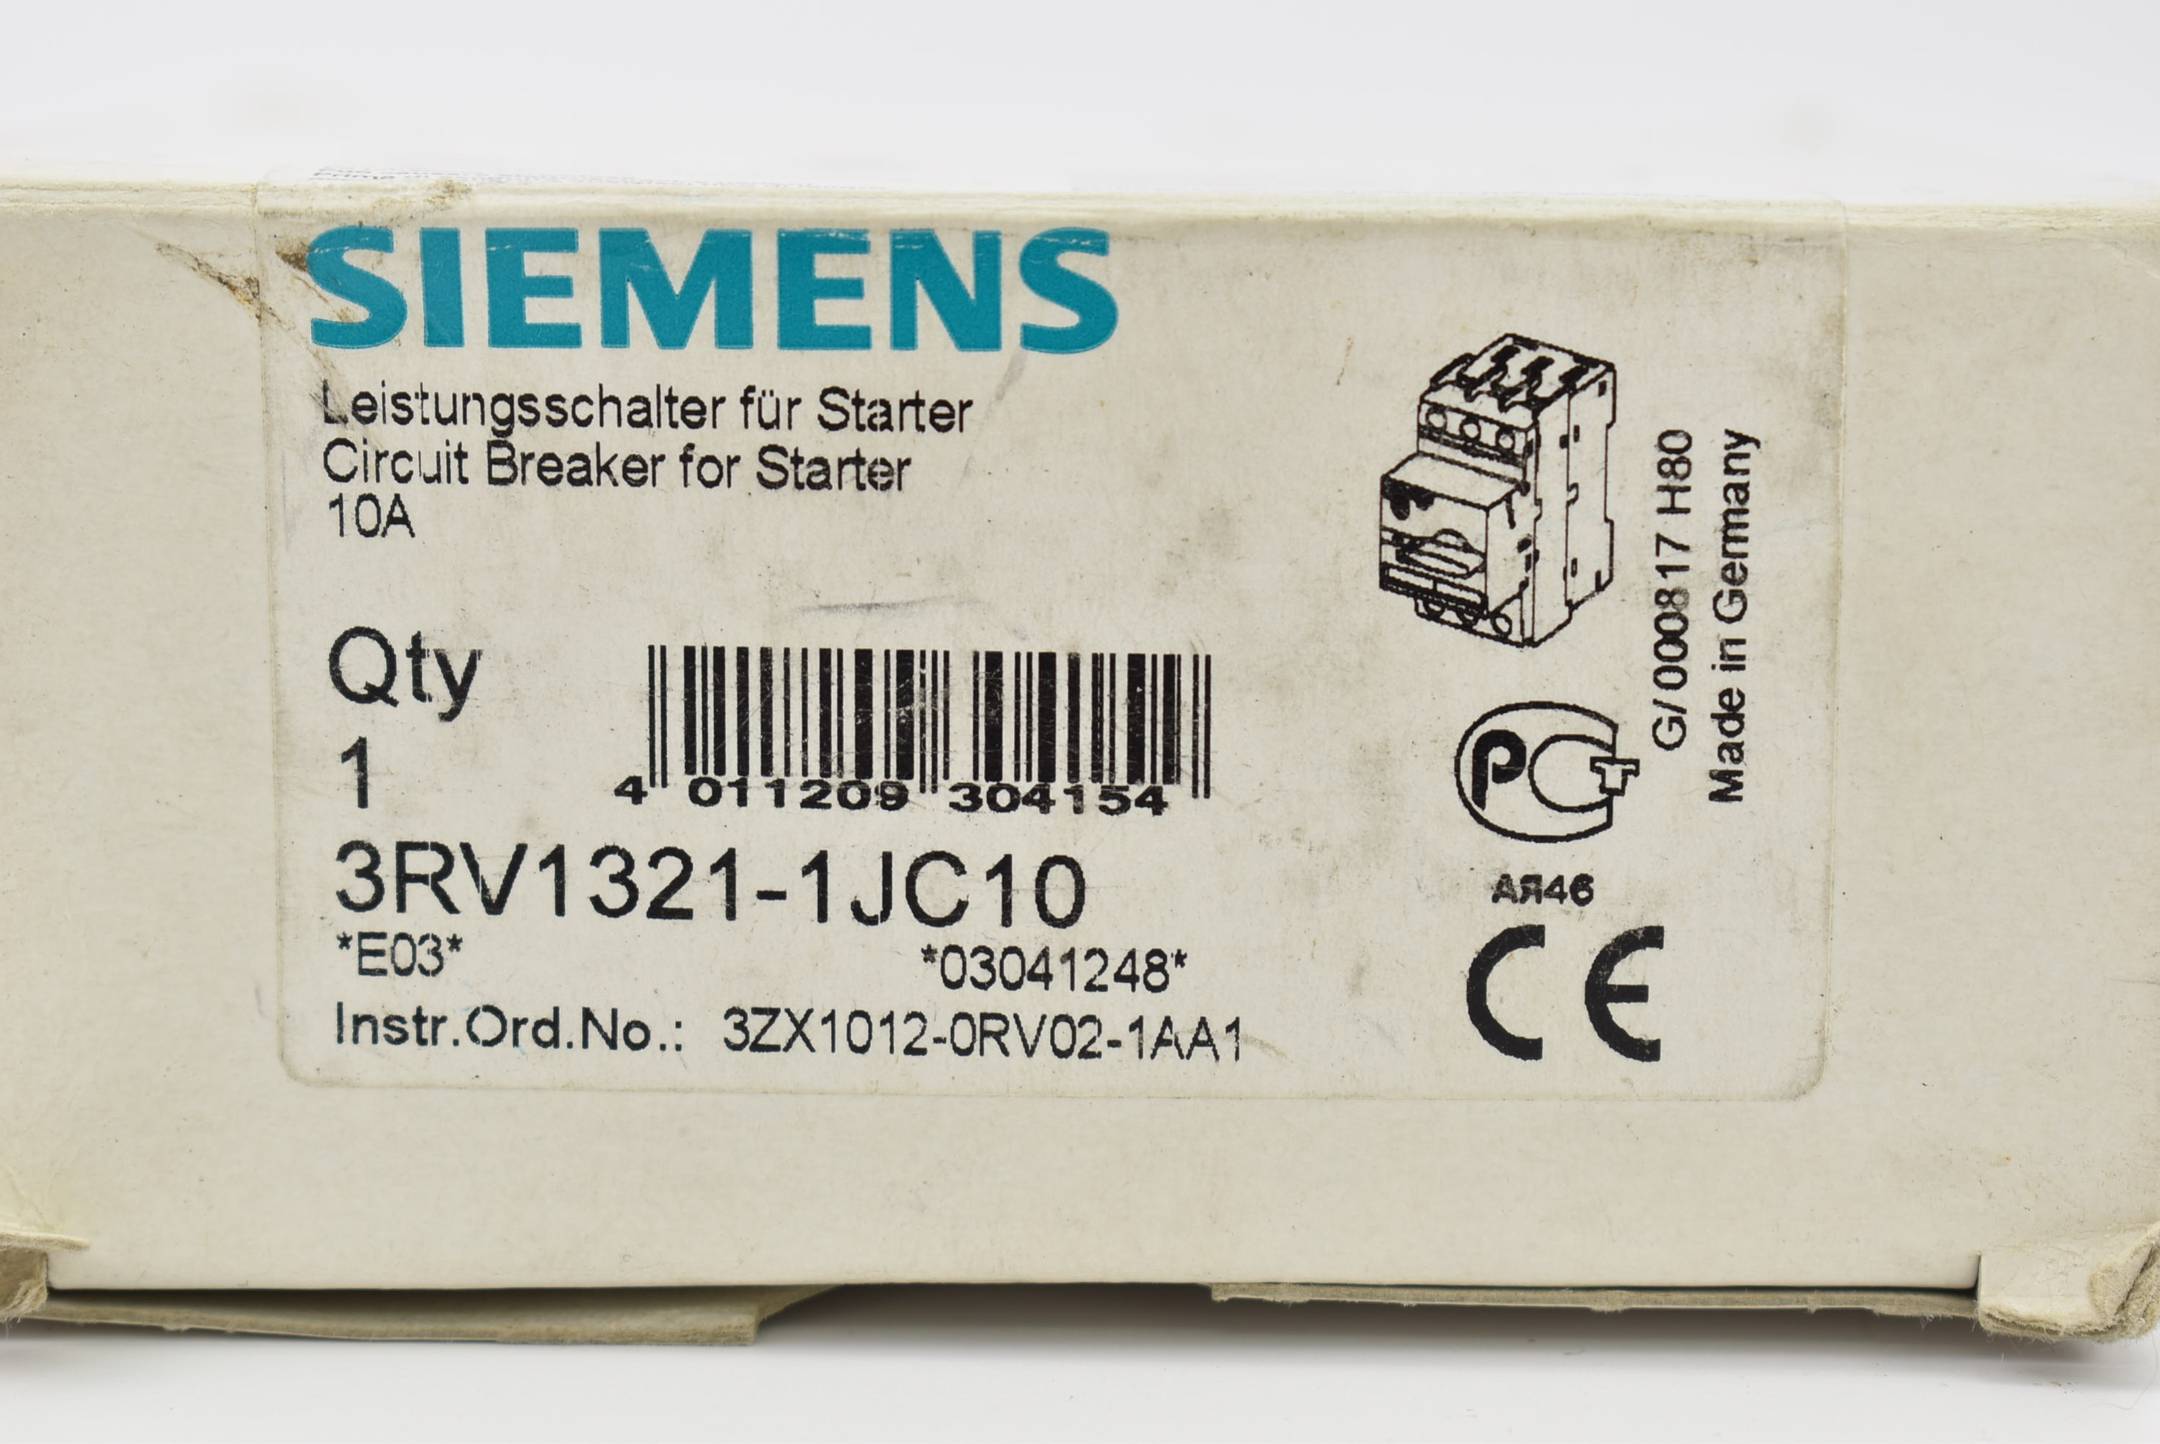 SIEMENS
Leistungsschalter für Starter
Circuit Breaker for Starter
10A
Qty
1
4 011209 304154
3RV1321-1JC10
*E03*
*03041248*
Instr.Ord.No.: 3ZX1012-0RV02-1AA1
G/000817 H80
Made in Germany
АЯ46
CE